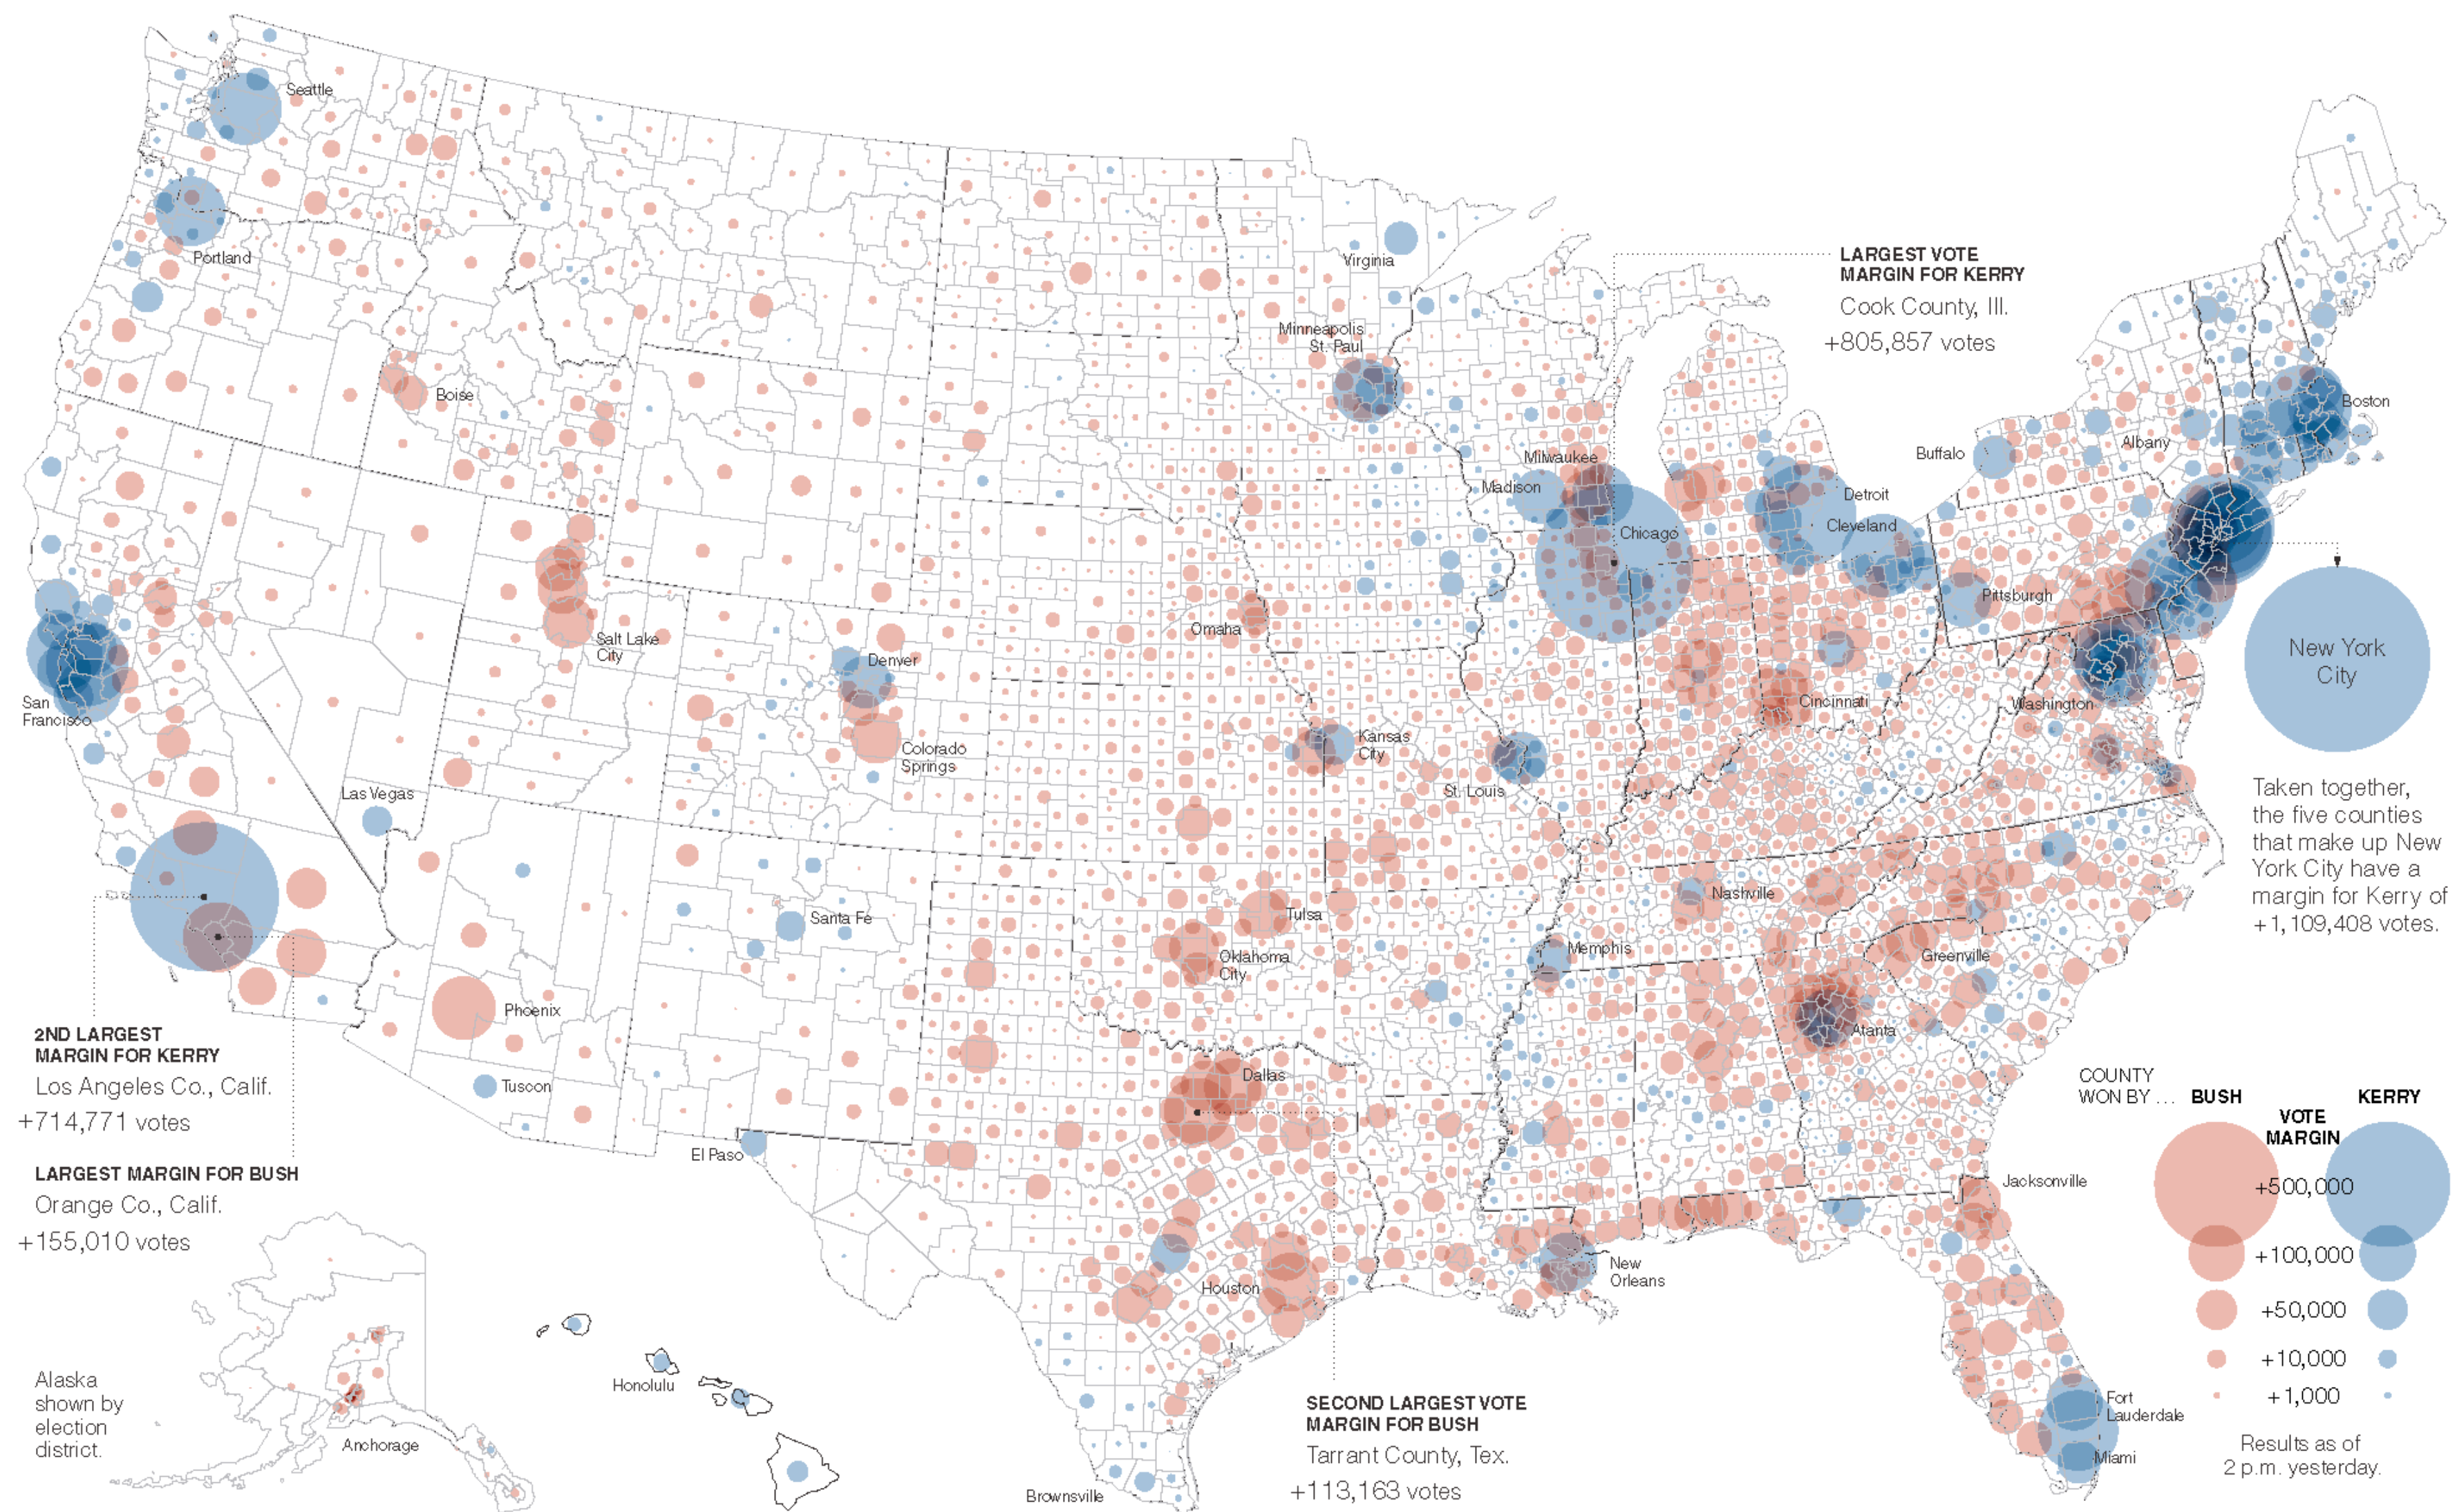 Seattle
Portland
Virginia
LARGEST VOTE
MARGIN FOR KERRY
Cook County, Ill.
+805,857 votes
Minneapolis
St. Paul
Boise
Boston
Albany
Buffalo
Milwaukee
Madison
Detroit
Cleveland
Chicago
Pittsburgh
Omaha
Salt Lake
City
Denver
New York
City
San
Francisco
Cincinnati
Washington
Colorado
Springs
Kansas
City
St. Louis
Las Vegas
Taken together,
the five counties
that make up New
York City have a
margin for Kerry of
+1,109,408 votes.
Nashville
Tulsa
Santa Fe
Memphis
Oklahoma
City
Greenville
Phoenix
Atanta
2ND LARGEST
MARGIN FOR KERRY
Los Angeles Co., Calif.
+714,771 votes
Dallas
Tuscon
El Paso
LARGEST MARGIN FOR BUSH
Orange Co., Calif.
+155,010 votes
COUNTY
WON BY ... BUSH KERRY
VOTE
MARGIN
+500,000
+100,000
+50,000
+10,000
+1,000
Results as of
2 p.m. yesterday.
Jacksonville
New
Orleans
Houston
Fort
Lauderdale
Miami
Alaska
shown by
election
district.
Anchorage
Honolulu
SECOND LARGEST VOTE
MARGIN FOR BUSH
Tarrant County, Tex.
+113,163 votes
Brownsville